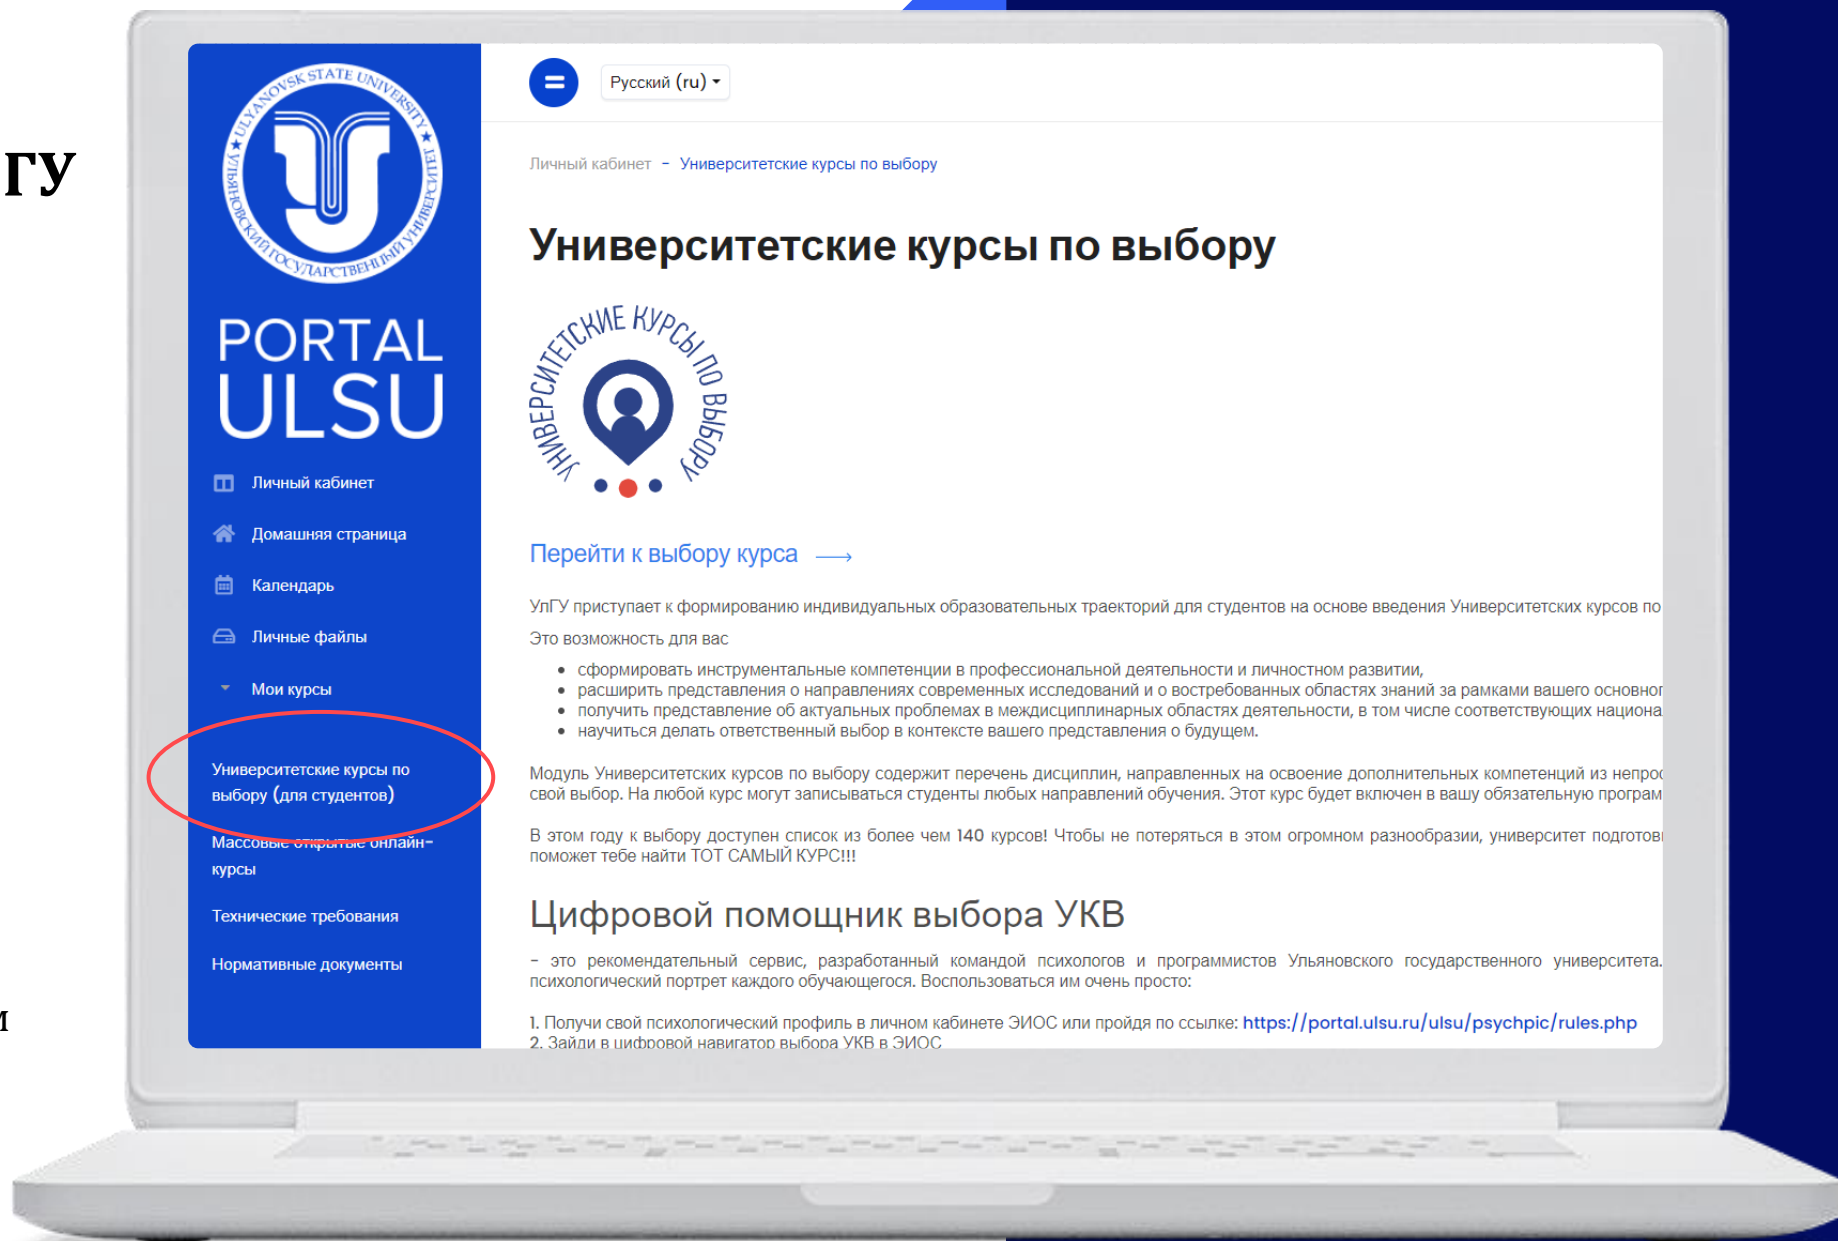 ГУ
м
ULYANOVSK STATE UNIVERSITY
УЛЬЯНОВСКИЙ ГОСУДАРСТВЕННЫЙ УНИВЕРСИТЕТ
PORTAL
ULSU
Личный кабинет
Домашняя страница
Календарь
Личные файлы
Мои курсы
Университетские курсы по
выбору (для студентов)
Массовые открытые онлайн-
курсы
Технические требования
Нормативные документы
Русский (ru)
Личный кабинет - Университетские курсы по выбору
Университетские курсы по выбору
УНИВЕРСИТЕТСКИЕ КУРСЫ ПО ВЫБОРУ
Перейти к выбору курса →
УлГУ приступает к формированию индивидуальных образовательных траекторий для студентов на основе введения Университетских курсов по
Это возможность для вас
• сформировать инструментальные компетенции в профессиональной деятельности и личностном развитии,
• расширить представления о направлениях современных исследований и о востребованных областях знаний за рамками вашего
• получить представление об актуальных проблемах в междисциплинарных областях деятельности, в том числе соответствующих
• научиться делать ответственный выбор в контексте вашего представления о будущем.
Модуль Университетских курсов по выбору содержит перечень дисциплин, направленных на освоение дополнительных компетенций из
свой выбор. На любой курс могут записываться студенты любых направлений обучения. Этот курс будет включен в вашу обязательную
В этом году к выбору доступен список из более чем 140 курсов! Чтобы не потеряться в этом огромном разнообразии, университет
поможет тебе найти ТОТ САМЫЙ КУРС!!!
Цифровой помощник выбора УКВ
- это рекомендательный сервис, разработанный командой психологов и программистов Ульяновского государственного университета.
психологический портрет каждого обучающегося. Воспользоваться им очень просто:
1. Получи свой психологический профиль в личном кабинете ЭИОС или пройдя по ссылке: https://portal.ulsu.ru/ulsu/psychpic/rules.php
2. Зайди в цифровой навигатор выбора УКВ в ЭИОС